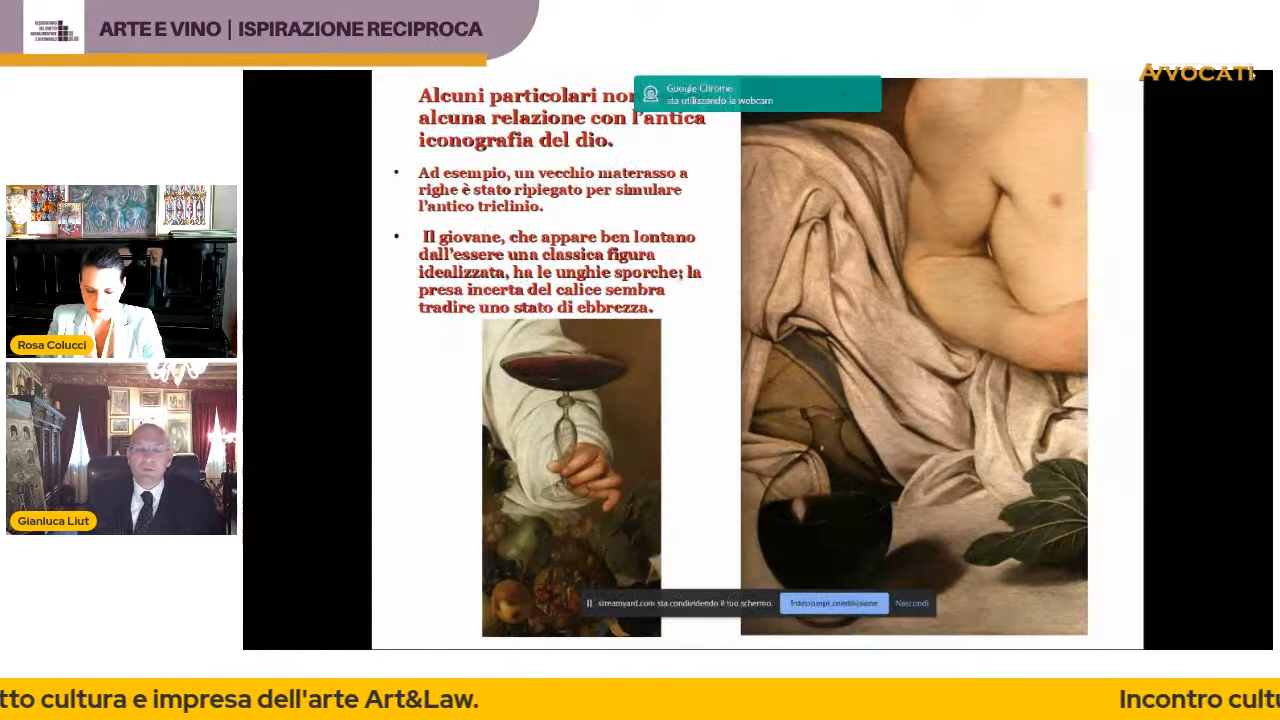 ARTE E VINO | ISPIRAZIONE RECIPROCA
AVVOCATI
Google Chrome
sta utilizzando la webcam
Alcuni particolari non
alcuna relazione con l'antica
iconografia del dio.
• Ad esempio, un vecchio materasso a
righe è stato ripiegato per simulare
l'antico triclinio.
• Il giovane, che appare ben lontano
dall'essere una classica figura
idealizzata, ha le unghie sporche; la
presa incerta del calice sembra
tradire uno stato di ebbrezza.
Rosa Colucci
Gianluca Liut
streamyard.com sta condividendo il tuo schermo.
Interrompi condivisione
Nascondi
tto cultura e impresa dell'arte Art&Law.
Incontro cultu